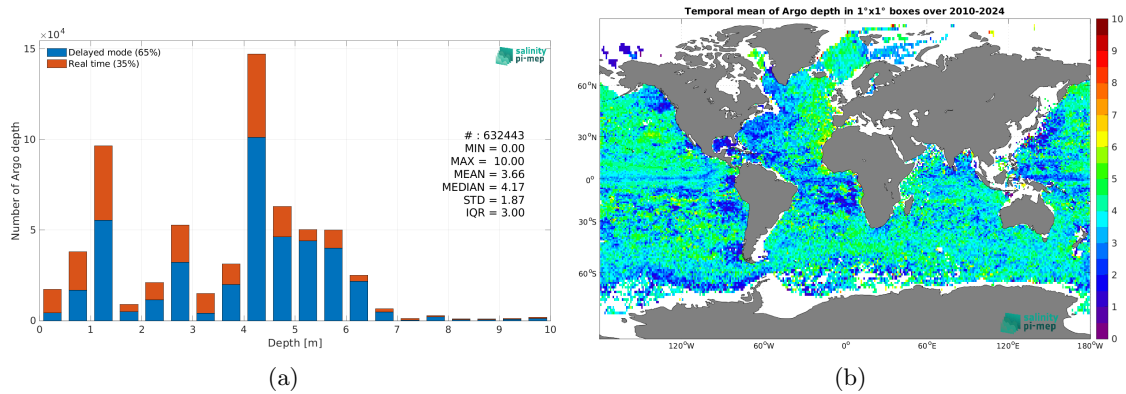 ×10⁴
15
10
5
0
Number of Argo depth
Delayed mode (65%)
Real time (35%)
salinity
pi-mep
# : 632443
MIN = 0.00
MAX = 10.00
MEAN = 3.66
MEDIAN = 4.17
STD = 1.87
IQR = 3.00
0 1 2 3 4 5 6 7 8 9 10
Depth [m]
(a)
Temporal mean of Argo depth in 1°x1° boxes over 2010-2024
60°N
30°N
0°
30°S
60°S
120°W 60°W 0° 60°E 120°E 180°W
salinity
pi-mep
10
9
8
7
6
5
4
3
2
1
0
(b)